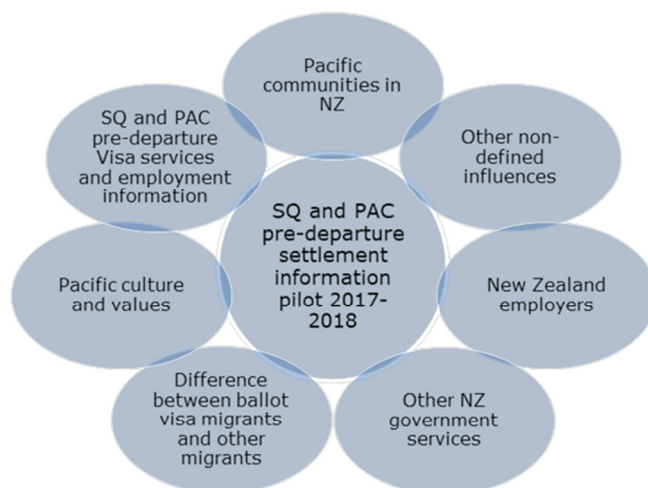 Pacific
communities in
NZ
SQ and PAC
pre-departure
Visa services
and employment
information
Other non-
defined
influences
SQ and PAC
pre-departure
settlement
information
pilot 2017-
2018
Pacific culture
and values
New Zealand
employers
Difference
between ballot
visa migrants
and other
migrants
Other NZ
government
services